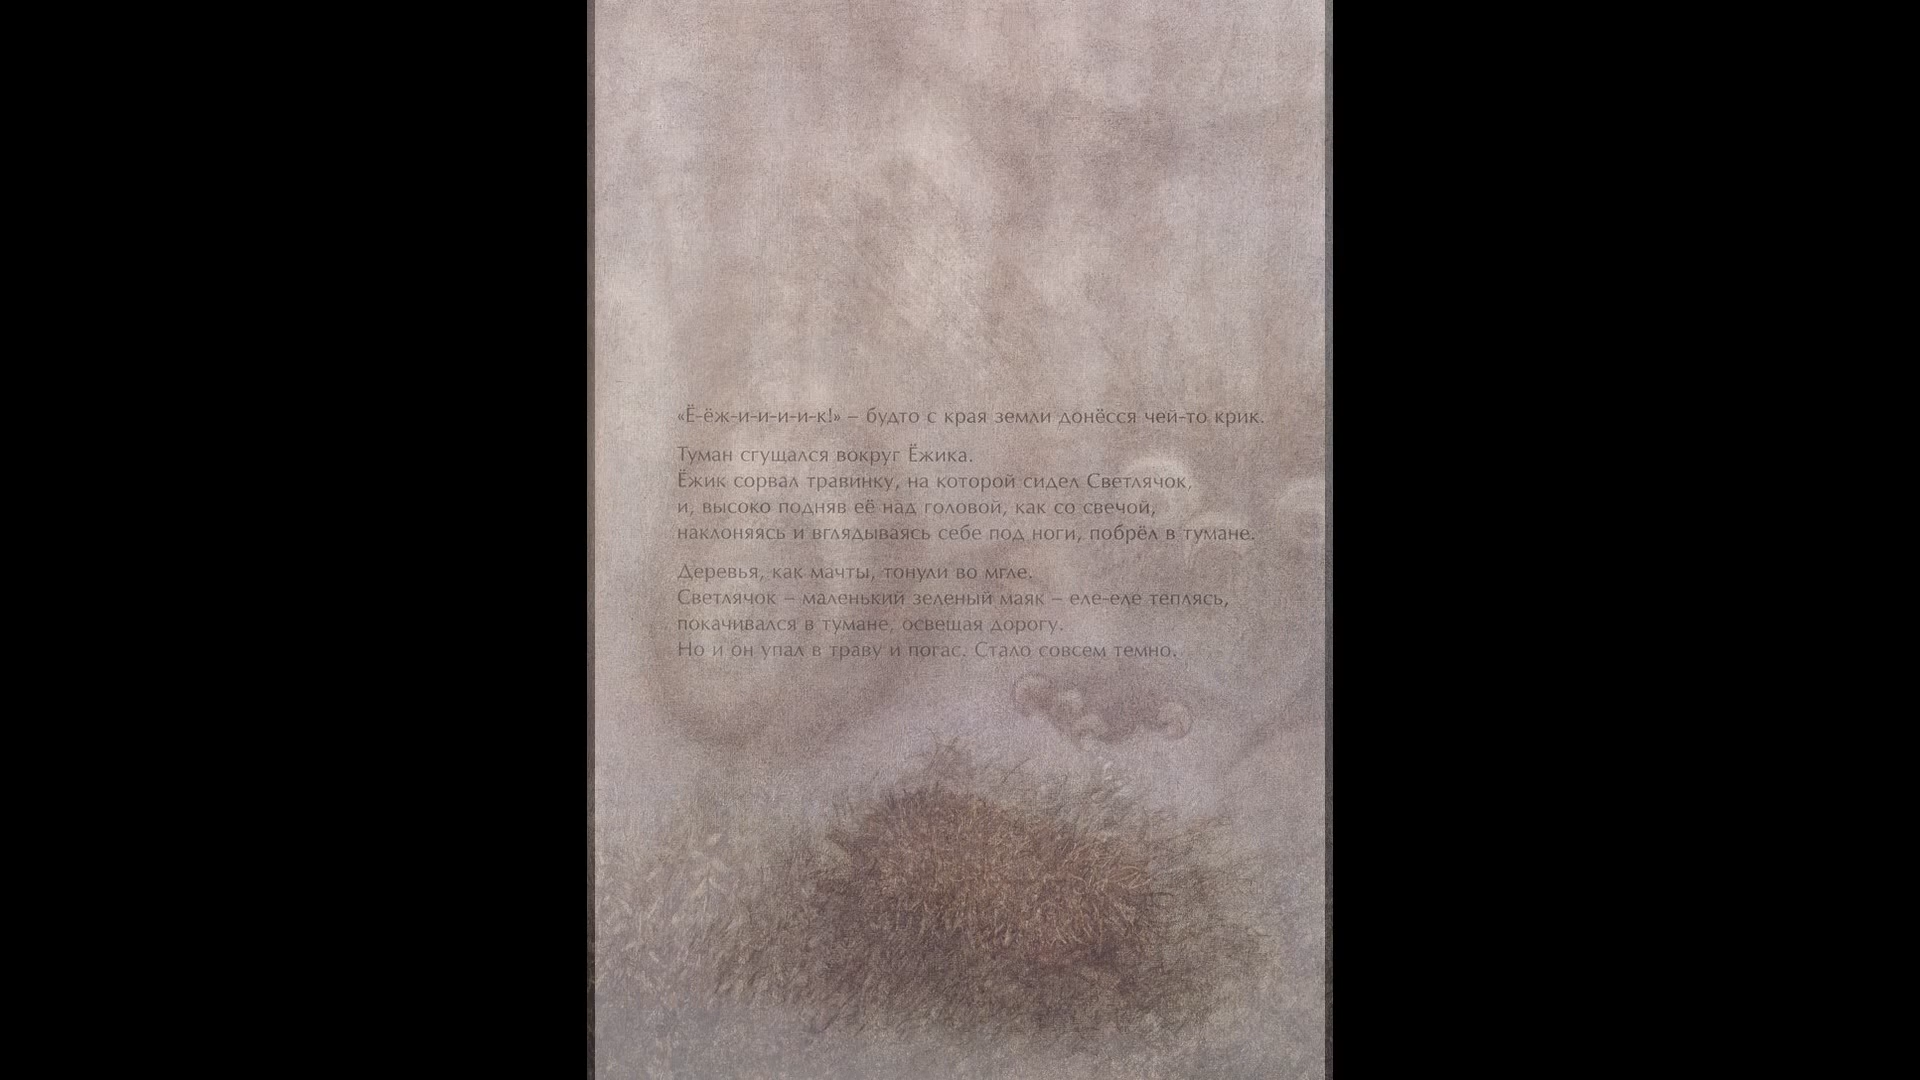 «Ё-ёж-и-и-и-и-к!» – будто с края земли донёсся чей-то крик.
Туман сгущался вокруг Ёжика.
Ёжик сорвал травинку, на которой сидел Светлячок,
и, высоко подняв её над головой, как со свечой,
наклоняясь и вглядываясь себе под ноги, побрёл в тумане.
Деревья, как мачты, тонули во мгле.
Светлячок – маленький зеленый маяк – еле-еле теплясь,
покачивался в тумане, освещая дорогу.
Но и он упал в траву и погас. Стало совсем темно.